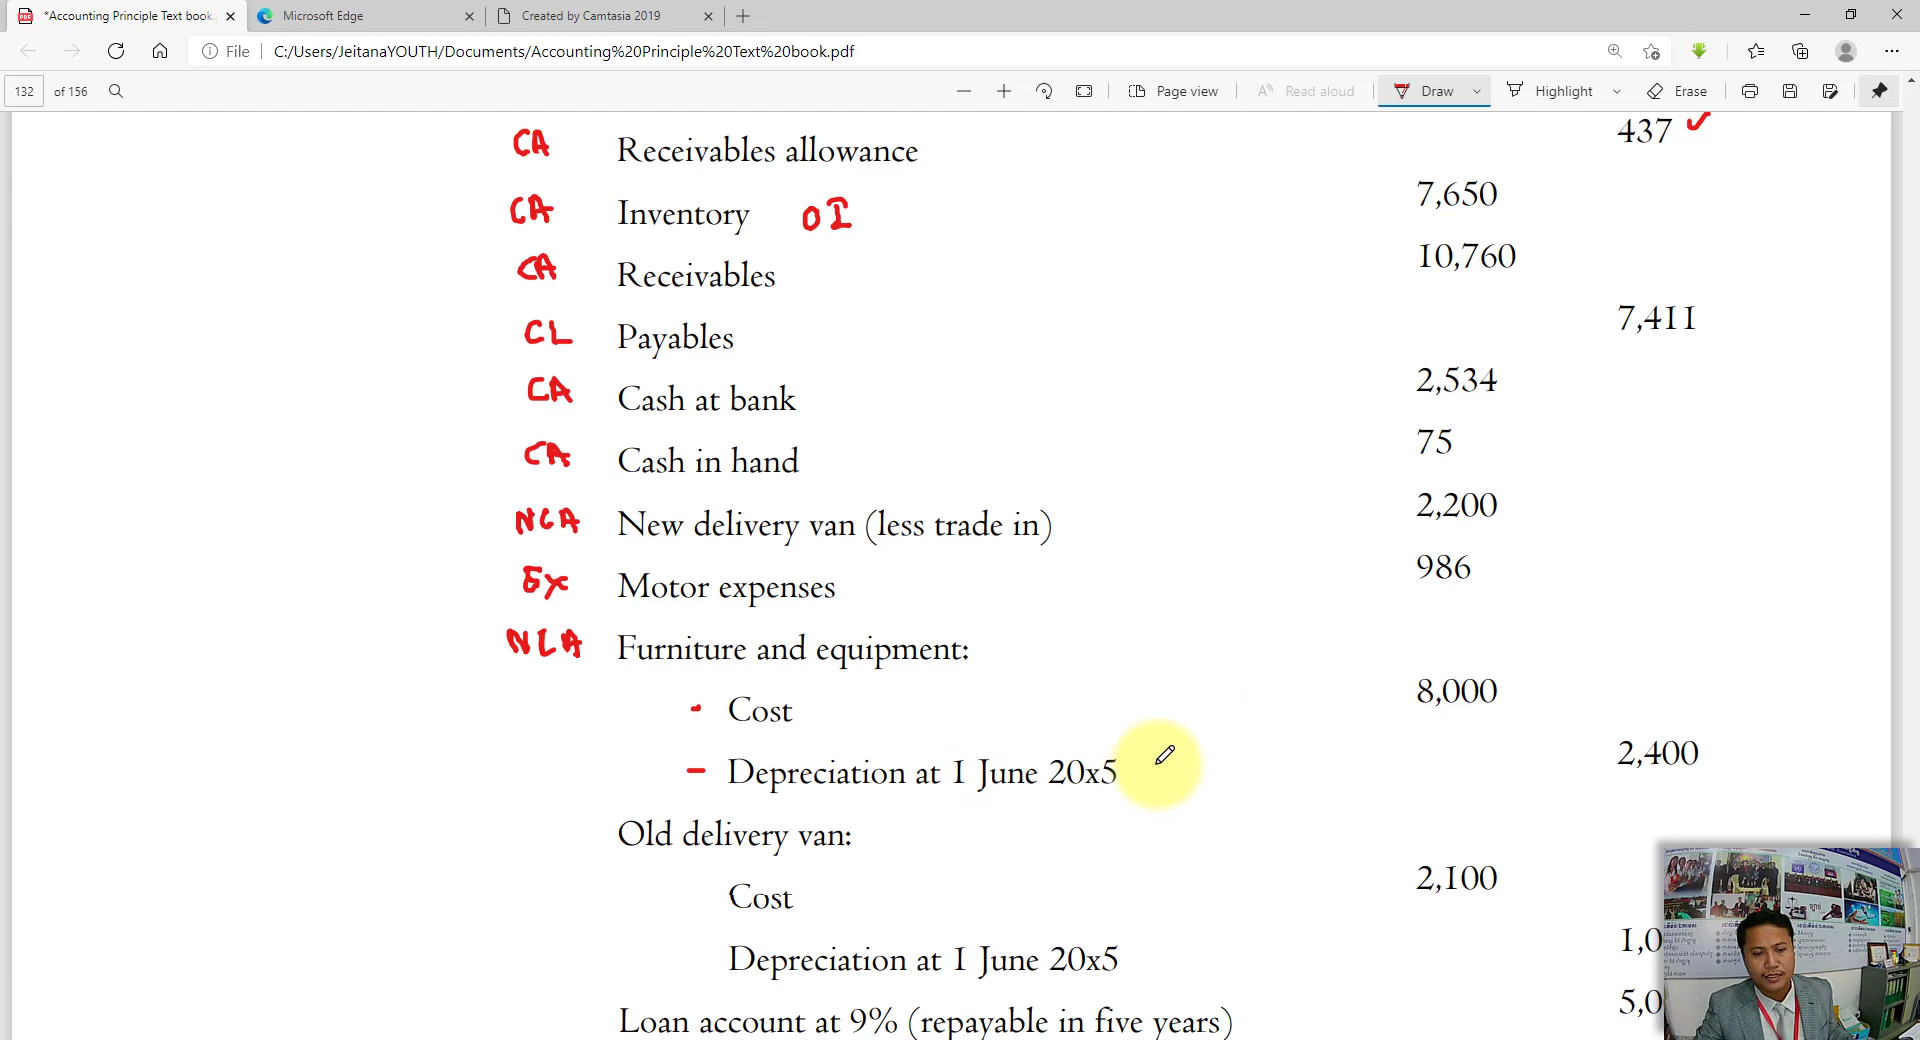 *Accounting Principle Text book. Microsoft Edge Created by Camtasia 2019
File C:/Users/JeitanaYOUTH/Documents/Accounting%20Principle%20Text%20book.pdf
132 of 156 Page view Read aloud Draw Highlight Erase
CA Receivables allowance 437
CA Inventory OI 7,650
CA Receivables 10,760
CL Payables 7,411
CA Cash at bank 2,534
CA Cash in hand 75
NCA New delivery van (less trade in) 2,200
Ex Motor expenses 986
NCA Furniture and equipment:
- Cost 8,000
- Depreciation at 1 June 20x5 2,400
Old delivery van:
Cost 2,100
Depreciation at 1 June 20x5 1,0
Loan account at 9% (repayable in five years) 5,0